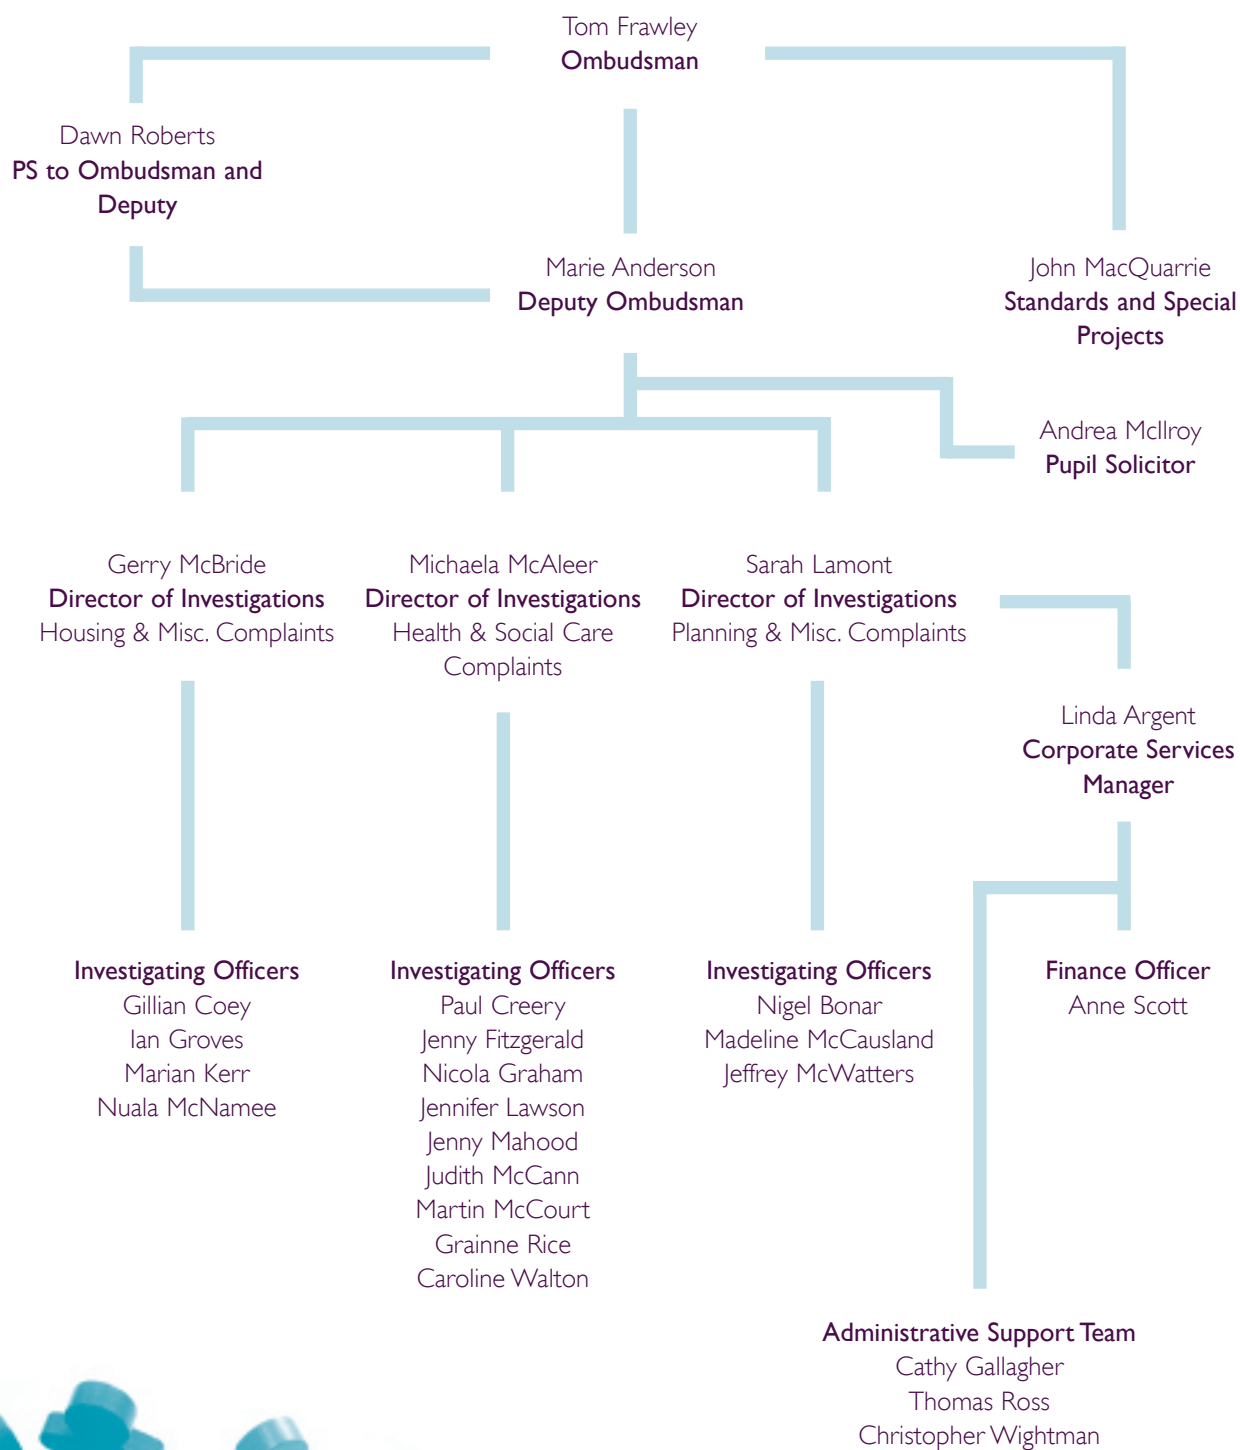 Tom Frawley
Ombudsman
Dawn Roberts
PS to Ombudsman and
Deputy
Marie Anderson
Deputy Ombudsman
John MacQuarrie
Standards and Special
Projects
Andrea McIlroy
Pupil Solicitor
Gerry McBride
Director of Investigations
Housing & Misc. Complaints
Michaela McAleer
Director of Investigations
Health & Social Care
Complaints
Sarah Lamont
Director of Investigations
Planning & Misc. Complaints
Linda Argent
Corporate Services
Manager
Investigating Officers
Gillian Coey
Ian Groves
Marian Kerr
Nuala McNamee
Investigating Officers
Paul Creery
Jenny Fitzgerald
Nicola Graham
Jennifer Lawson
Jenny Mahood
Judith McCann
Martin McCourt
Grainne Rice
Caroline Walton
Investigating Officers
Nigel Bonar
Madeline McCausland
Jeffrey McWatters
Finance Officer
Anne Scott
Administrative Support Team
Cathy Gallagher
Thomas Ross
Christopher Wightman